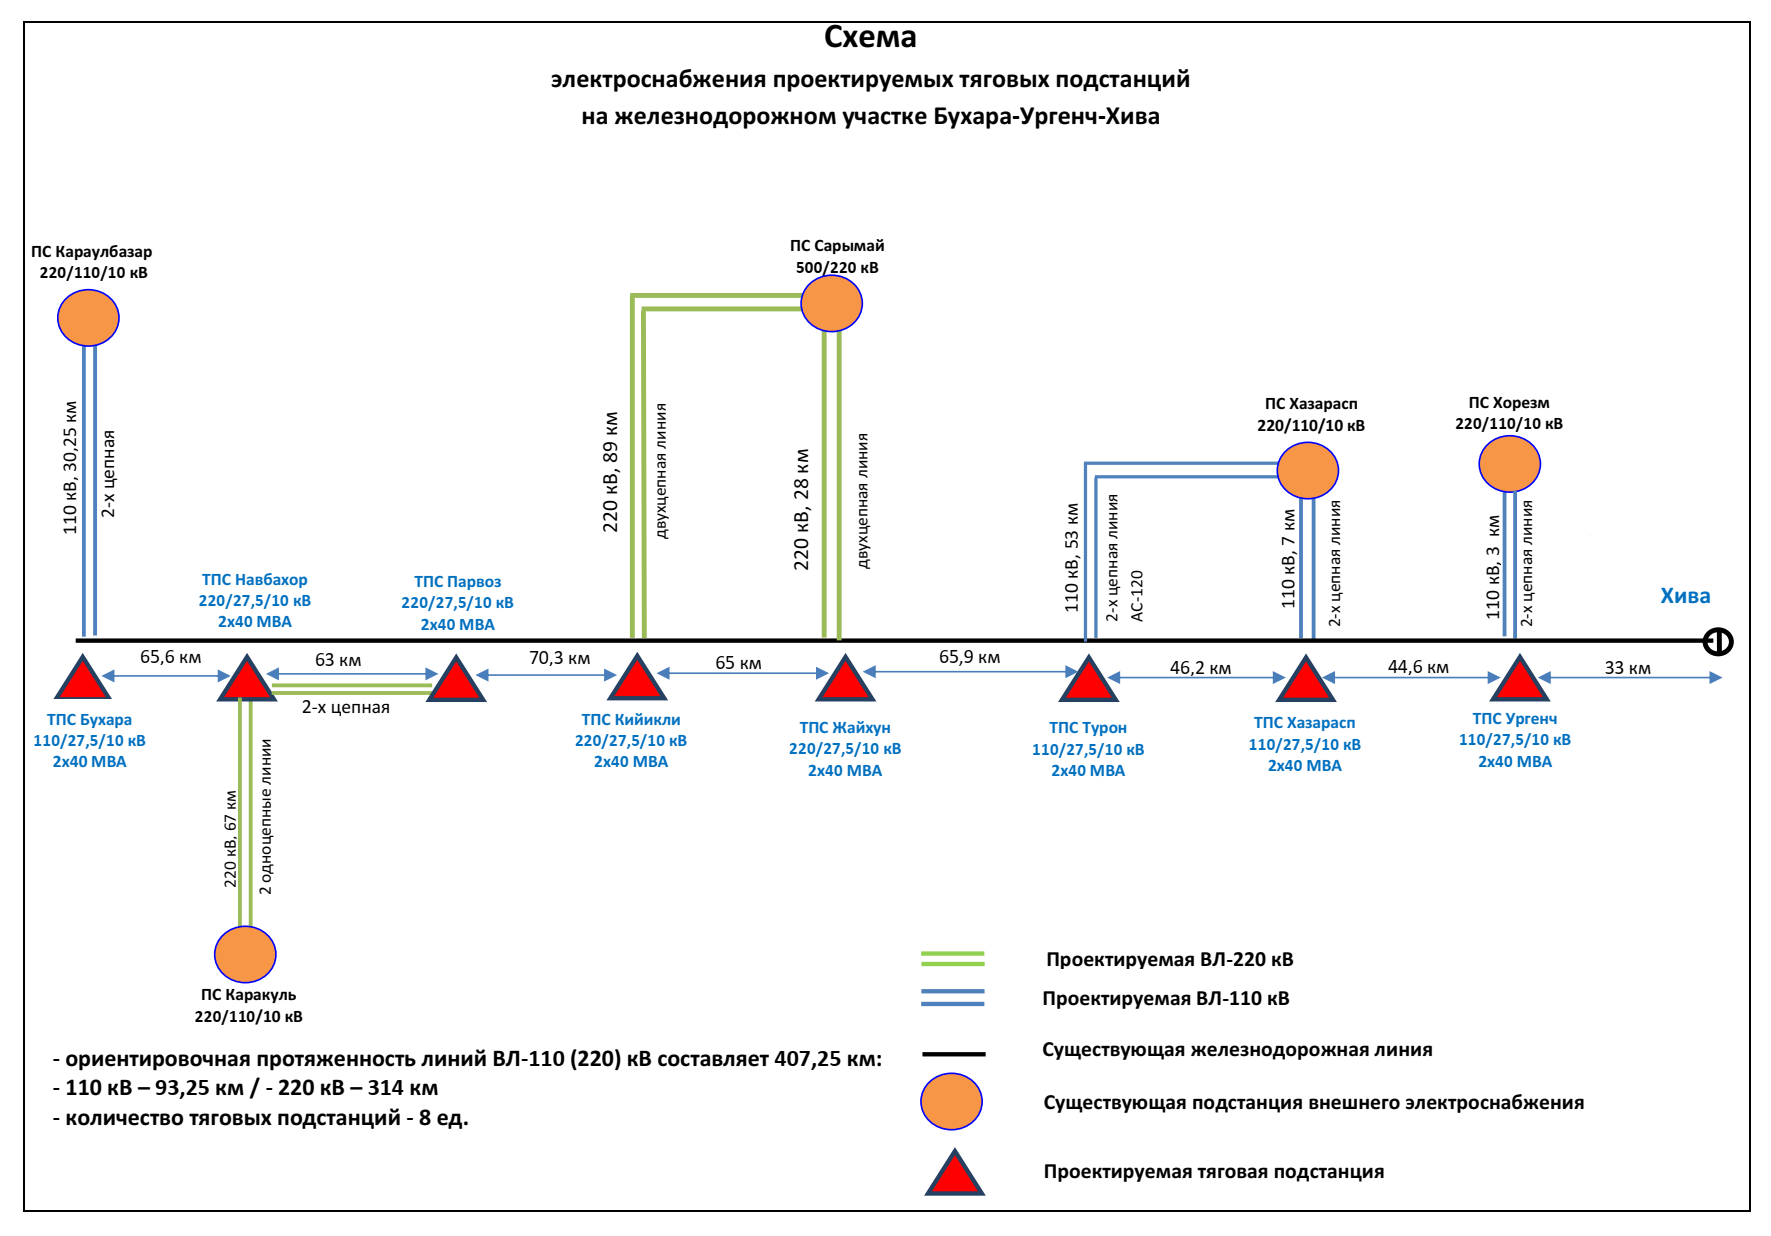 Схема
электроснабжения проектируемых тяговых подстанций
на железнодорожном участке Бухара-Ургенч-Хива
ПС Караулбазар
220/110/10 кВ
ПС Сарымай
500/220 кВ
ПС Хазарасп
220/110/10 кВ
ПС Хорезм
220/110/10 кВ
110 кВ, 30,25 км
2-х цепная
220 кВ, 89 км
двухцепная линия
220 кВ, 28 км
двухцепная линия
110 кВ, 53 км
2-х цепная линия
АС-120
110 кВ, 7 км
2-х цепная линия
110 кВ, 3 км
2-х цепная линия
ТПС Навбахор
220/27,5/10 кВ
2х40 МВА
ТПС Парвоз
220/27,5/10 кВ
2х40 МВА
Хива
65,6 км
63 км
70,3 км
65 км
65,9 км
46,2 км
44,6 км
33 км
2-х цепная
ТПС Бухара
110/27,5/10 кВ
2х40 МВА
ТПС Кийикли
220/27,5/10 кВ
2х40 МВА
ТПС Жайхун
220/27,5/10 кВ
2х40 МВА
ТПС Турон
110/27,5/10 кВ
2х40 МВА
ТПС Хазарасп
110/27,5/10 кВ
2х40 МВА
ТПС Ургенч
110/27,5/10 кВ
2х40 МВА
220 кВ, 67 км
2 одноцепные линии
ПС Каракуль
220/110/10 кВ
- ориентировочная протяженность линий ВЛ-110 (220) кВ составляет 407,25 км:
- 110 кВ – 93,25 км / - 220 кВ – 314 км
- количество тяговых подстанций - 8 ед.
Проектируемая ВЛ-220 кВ
Проектируемая ВЛ-110 кВ
Существующая железнодорожная линия
Существующая подстанция внешнего электроснабжения
Проектируемая тяговая подстанция